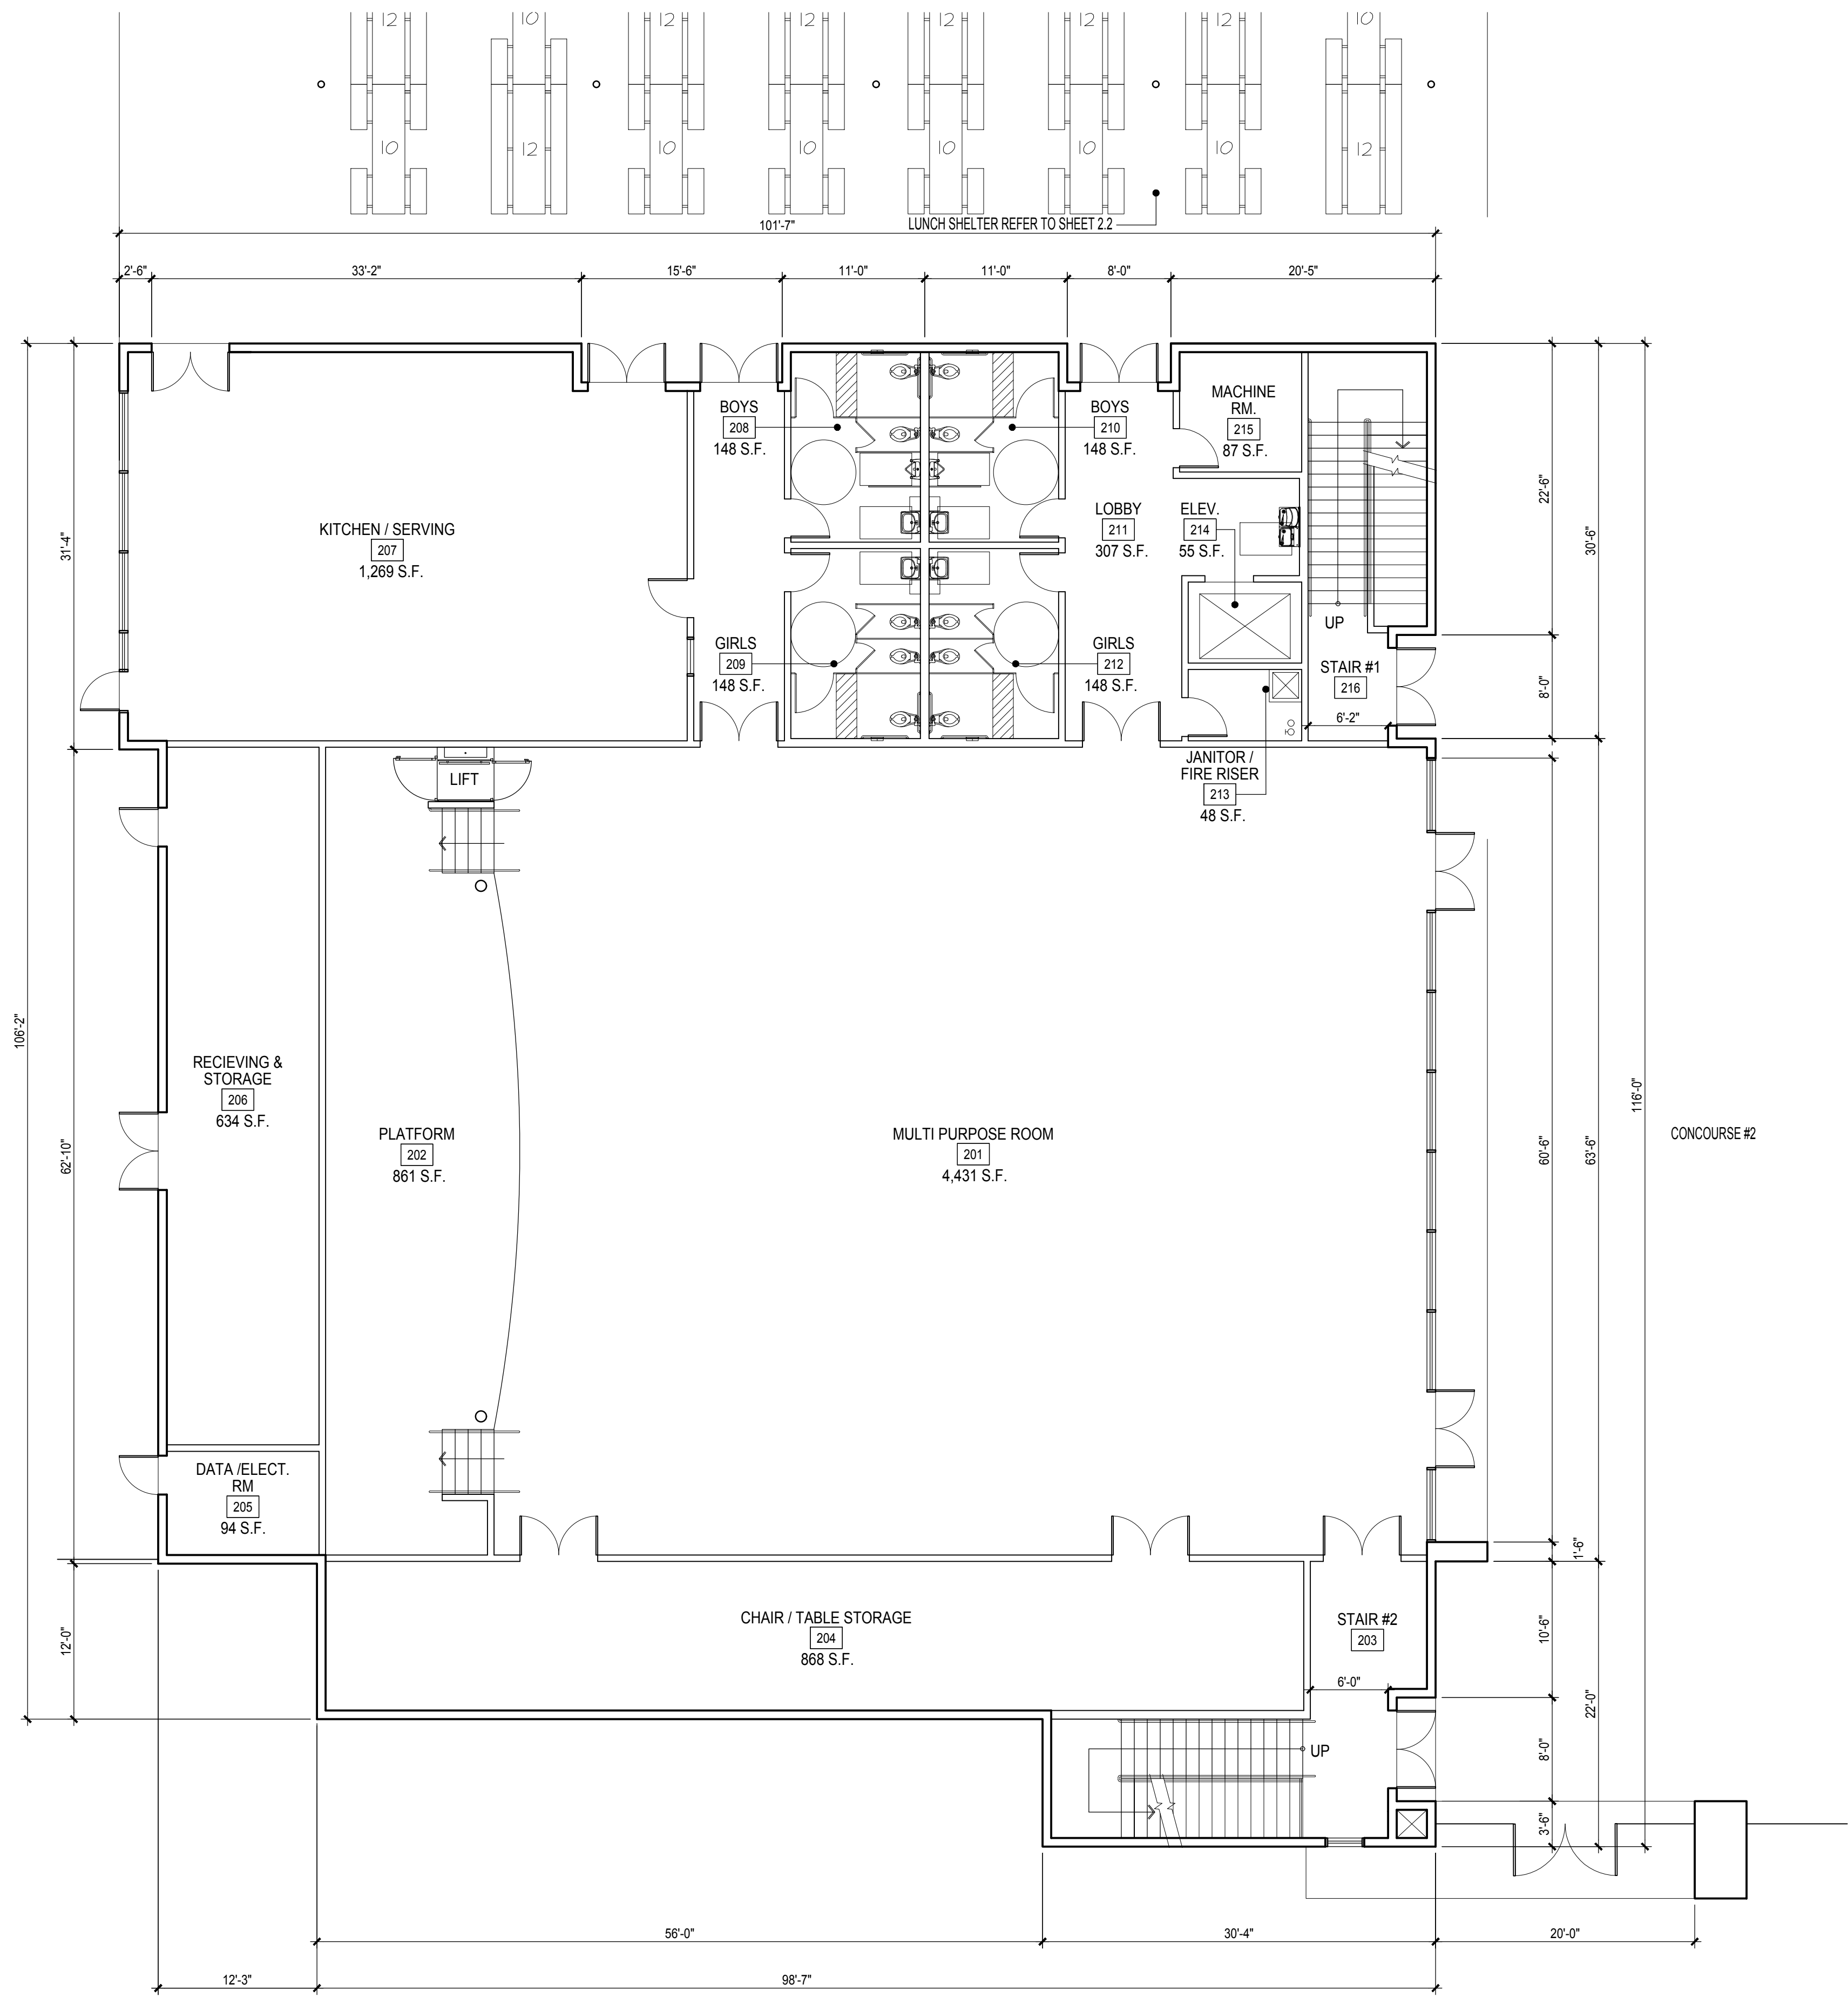 12
10
12
12
12
12
12
10
10
12
10
10
10
10
10
12
LUNCH SHELTER REFER TO SHEET 2.2
101'-7"
2'-6"
33'-2"
15'-6"
11'-0"
11'-0"
8'-0"
20'-5"
BOYS
208
148 S.F.
BOYS
210
148 S.F.
MACHINE
RM.
215
87 S.F.
KITCHEN / SERVING
207
1,269 S.F.
LOBBY
211
307 S.F.
ELEV.
214
55 S.F.
22'-6"
31'-4"
30'-6"
UP
GIRLS
209
148 S.F.
GIRLS
212
148 S.F.
STAIR #1
216
6'-2"
8'-0"
LIFT
JANITOR /
FIRE RISER
213
48 S.F.
106'-2"
RECIEVING &
STORAGE
206
634 S.F.
62'-10"
PLATFORM
202
861 S.F.
MULTI PURPOSE ROOM
201
4,431 S.F.
60'-6"
63'-6"
116'-0"
CONCOURSE #2
DATA /ELECT.
RM
205
94 S.F.
1'-6"
CHAIR / TABLE STORAGE
204
868 S.F.
STAIR #2
203
12'-0"
10'-6"
6'-0"
22'-0"
UP
8'-0"
3'-6"
56'-0"
30'-4"
20'-0"
12'-3"
98'-7"